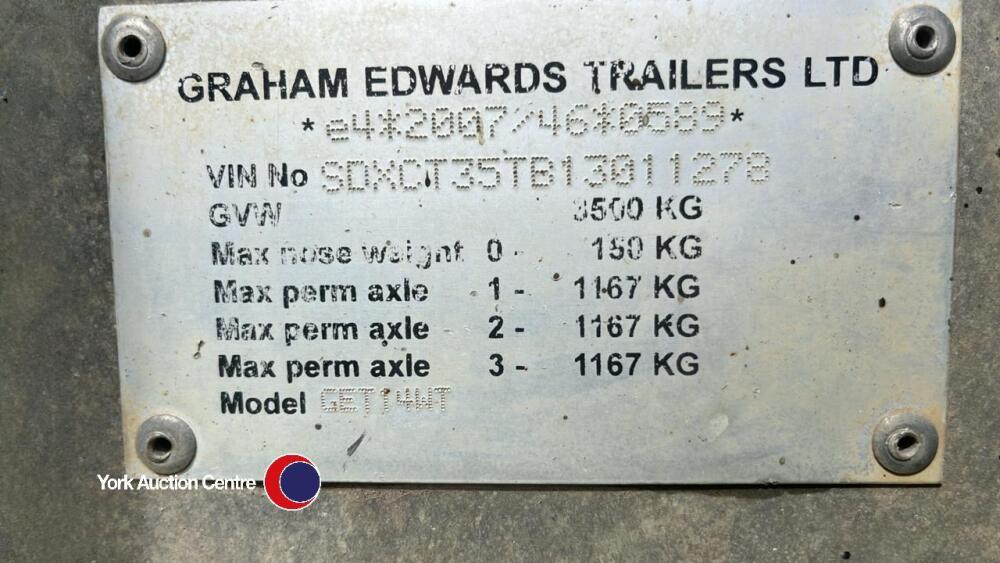 GRAHAM EDWARDS TRAILERS LTD
*e4*2007/46*0589*
VIN No SDXCT35TB13011278
GVW 3500 KG
Max nose weight 0 - 150 KG
Max perm axle 1 - 1167 KG
Max perm axle 2 - 1167 KG
Max perm axle 3 - 1167 KG
Model GET14WT
York Auction Centre